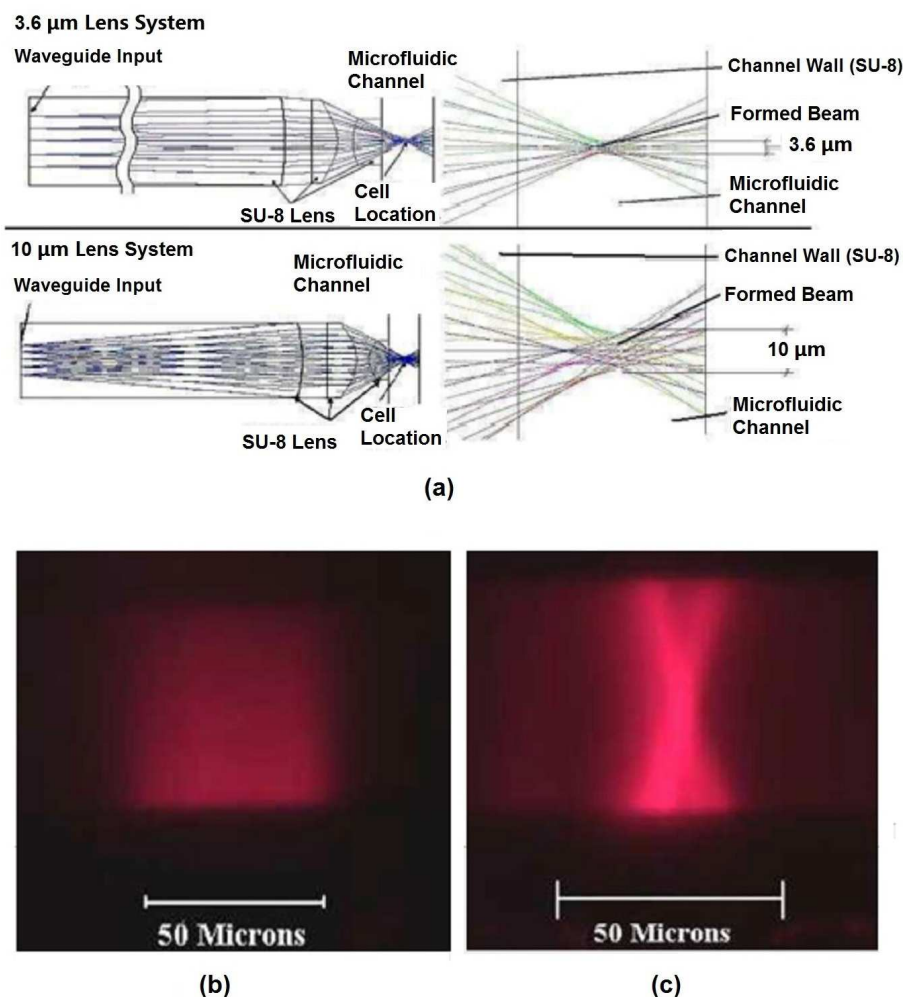 3.6 µm Lens System
Waveguide Input
Microfluidic
Channel
SU-8 Lens
Cell
Location
Channel Wall (SU-8)
Formed Beam
3.6 µm
Microfluidic
Channel
10 µm Lens System
Waveguide Input
Microfluidic
Channel
SU-8 Lens
Cell
Location
Channel Wall (SU-8)
Formed Beam
10 µm
Microfluidic
Channel
(a)
50 Microns
50 Microns
(b)
(c)